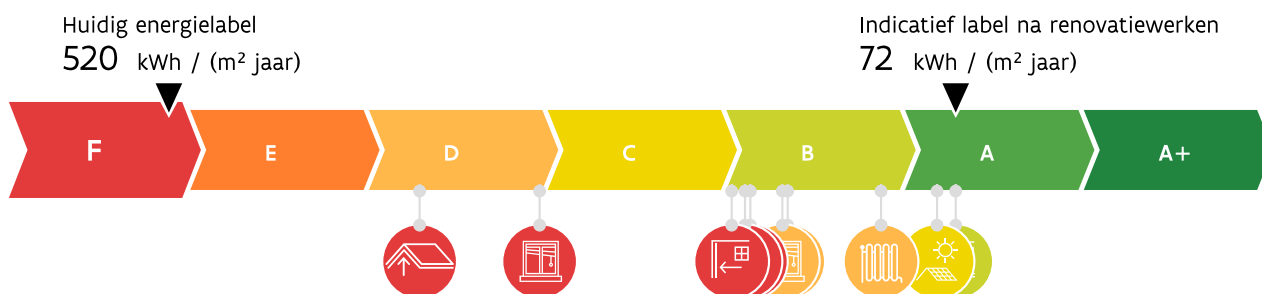 Huidig energielabel
520 kWh / (m² jaar)
Indicatief label na renovatiewerken
72 kWh / (m² jaar)
F E D C B A A+